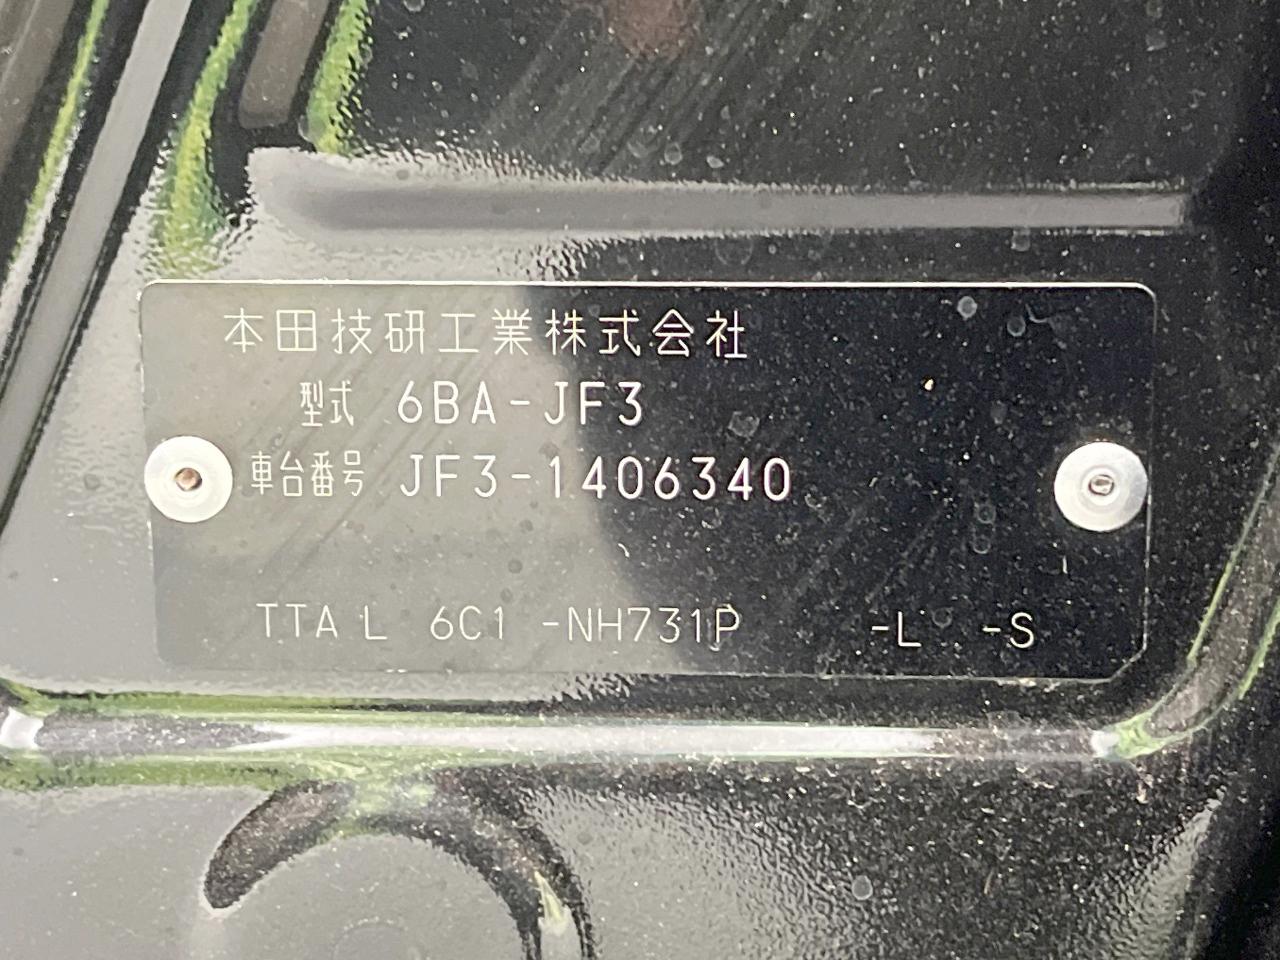 本田技研工業株式会社
型式 6BA-JF3
車台番号 JF3-1406340
TTA L 6C1 -NH731P -L -S